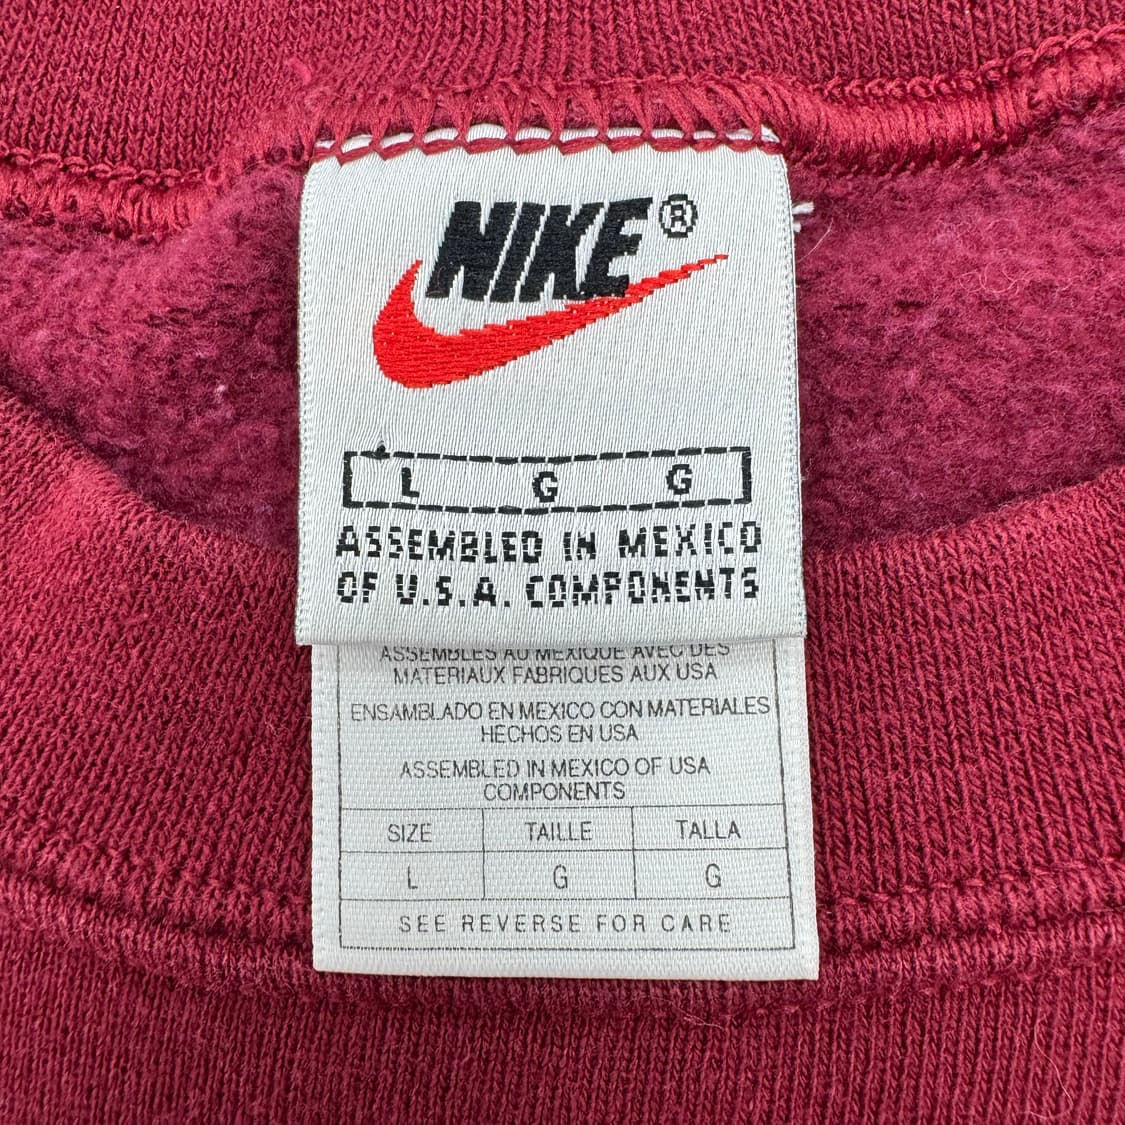 NIKE®
L G G
ASSEMBLED IN MEXICO
OF U.S.A. COMPONENTS
ASSEMBLES AU MEXIQUE AVEC DES
MATERIAUX FABRIQUES AUX USA
ENSAMBLADO EN MEXICO CON MATERIALES
HECHOS EN USA
ASSEMBLED IN MEXICO OF USA
COMPONENTS
SIZE TAILLE TALLA
L G G
SEE REVERSE FOR CARE